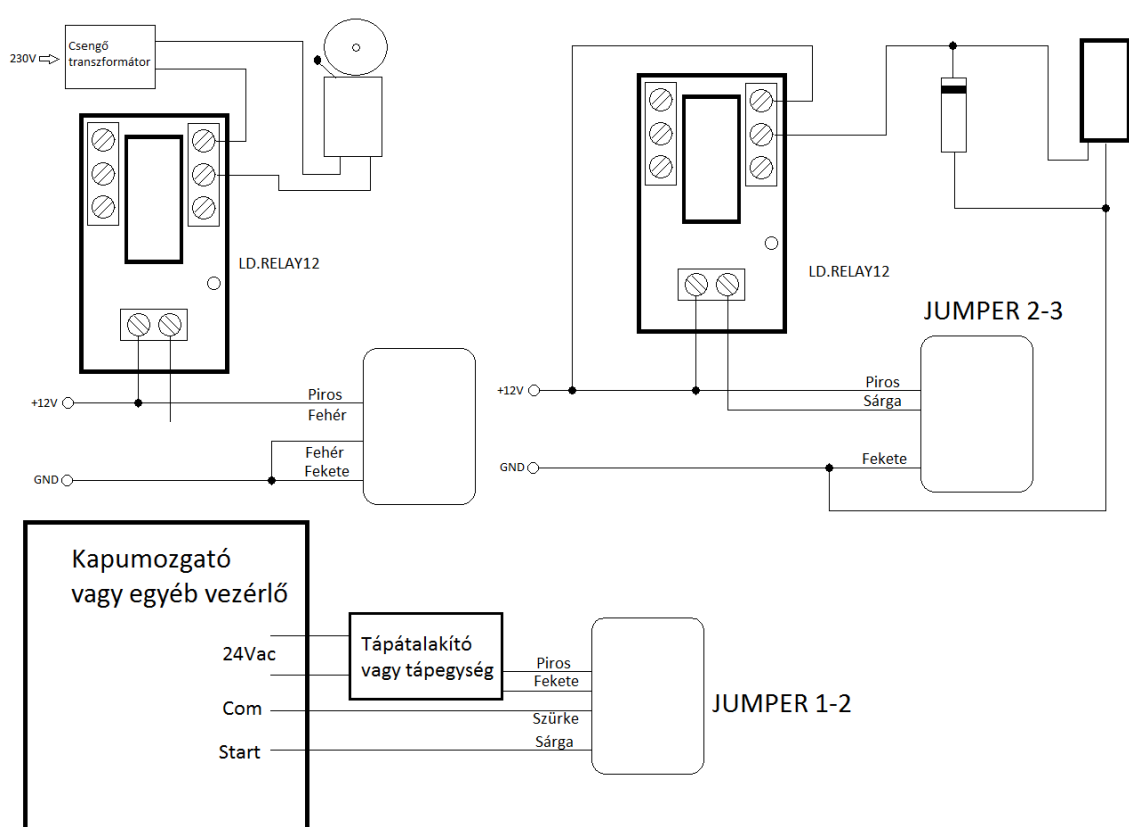 230V
Csengő
transzformátor
LD.RELAY12
+12V
Piros
Fehér
Fehér
Fekete
GND
LD.RELAY12
JUMPER 2-3
+12V
Piros
Sárga
GND
Fekete
Kapumozgató
vagy egyéb vezérlő
24Vac
Com
Start
Tápátalakító
vagy tápegység
Piros
Fekete
Szürke
Sárga
JUMPER 1-2